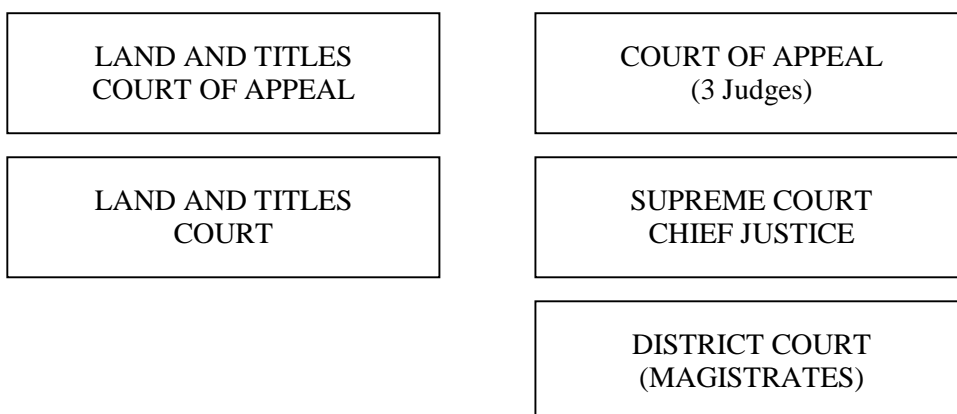 LAND AND TITLES
COURT OF APPEAL
COURT OF APPEAL
(3 Judges)
LAND AND TITLES
COURT
SUPREME COURT
CHIEF JUSTICE
DISTRICT COURT
(MAGISTRATES)